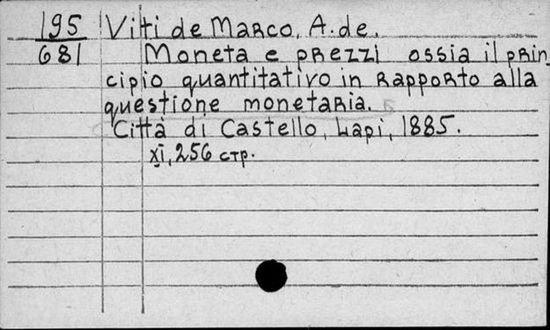 195 Viti de Marco, A. de.
681 Moneta e prezzi ossia il prin
cipio quantitativo in rapporto alla
questione monetaria.
Città di Castello, Lapi, 1885.
XI, 256 стр.